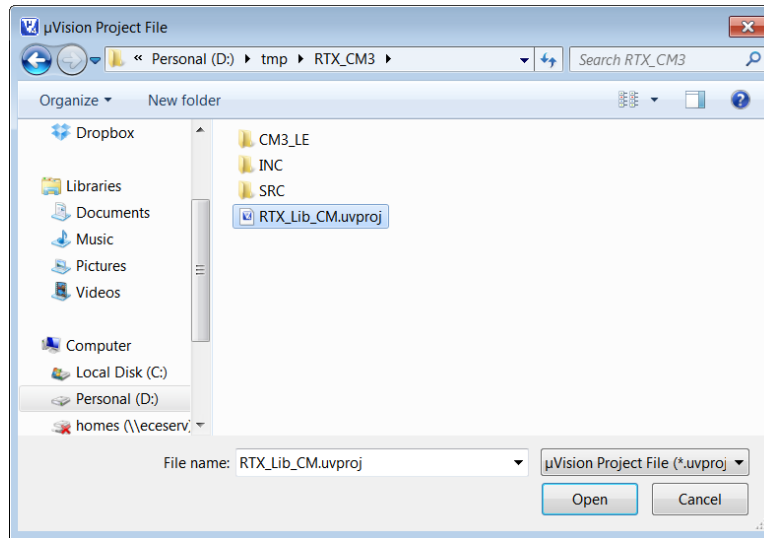 µVision Project File
« Personal (D:) ▸ tmp ▸ RTX_CM3 ▸
Search RTX_CM3
Organize ▾ New folder
Dropbox
Libraries
Documents
Music
Pictures
Videos
Computer
Local Disk (C:)
Personal (D:)
homes (\\eceserv)
CM3_LE
INC
SRC
RTX_Lib_CM.uvproj
File name: RTX_Lib_CM.uvproj
µVision Project File (*.uvproj
Open Cancel